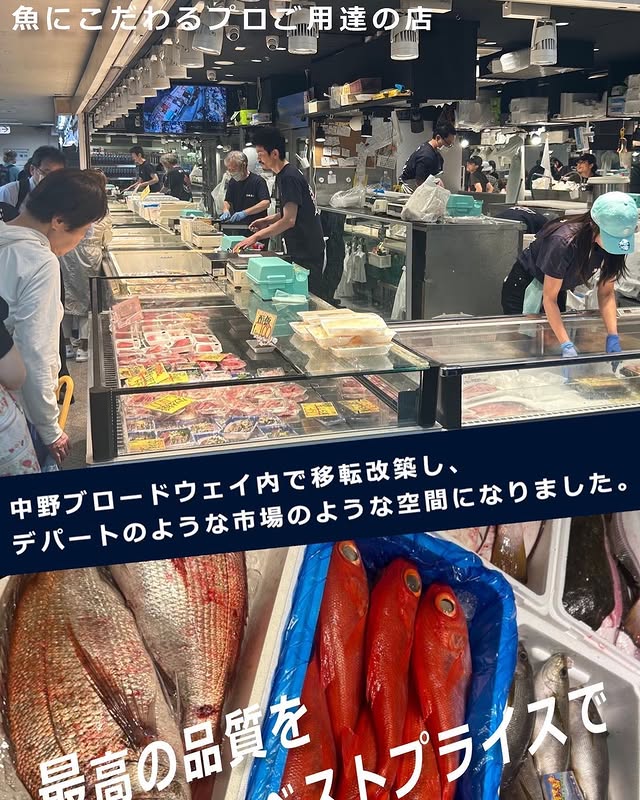 魚にこだわるプロご用達の店
中野ブロードウェイ内で移転改築し、
デパートのような市場のような空間になりました。
最高の品質を
ベストプライスで